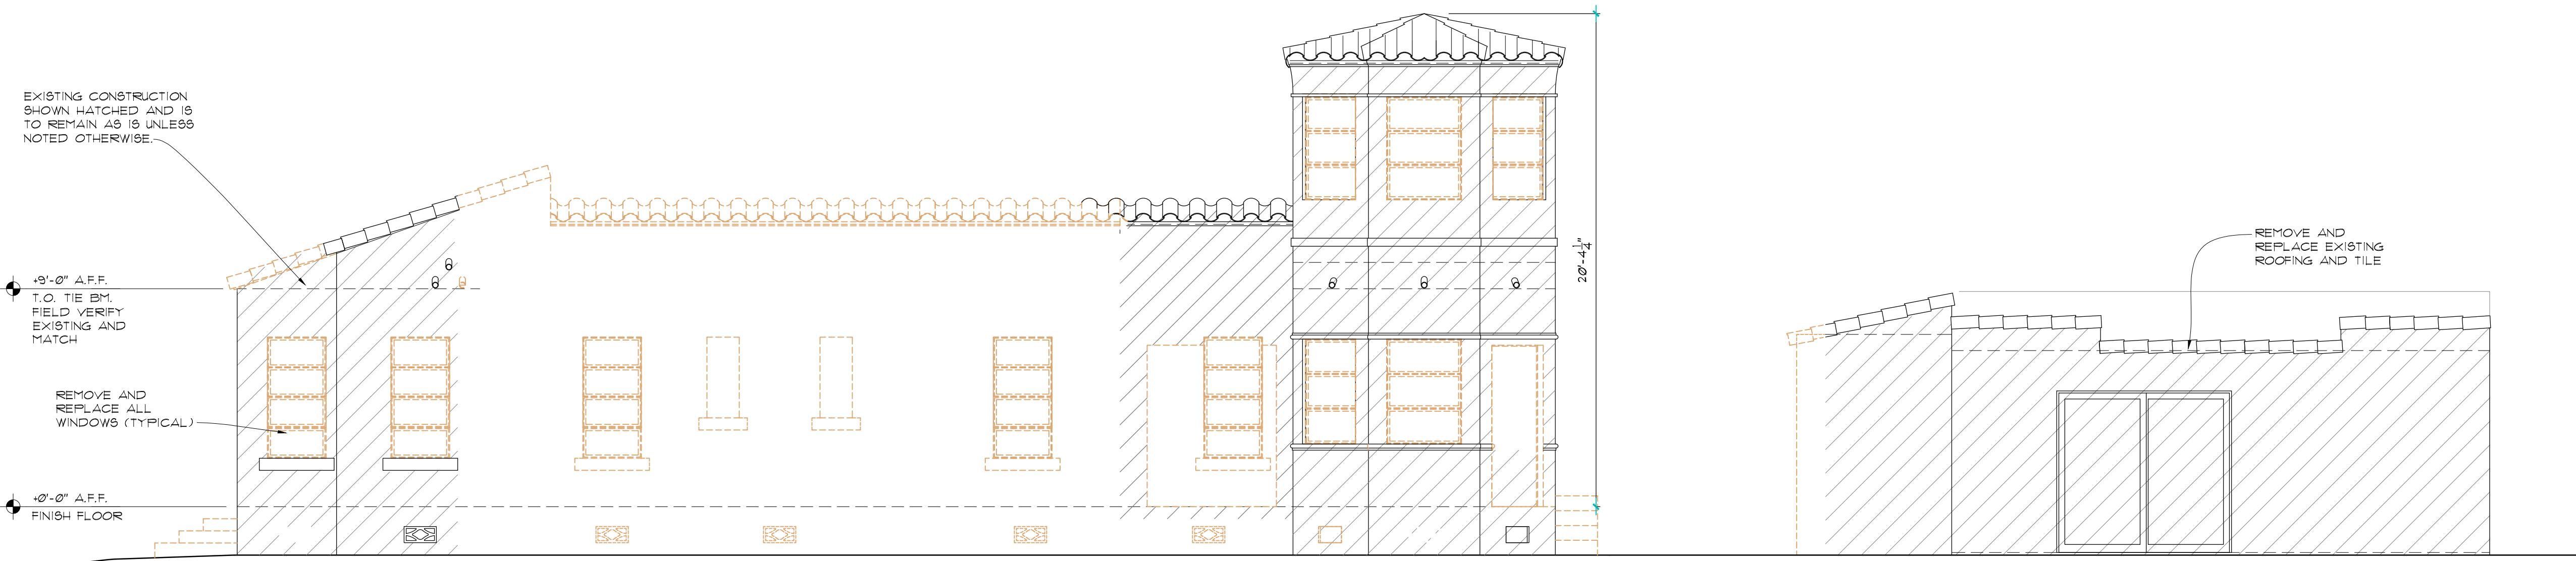 EXISTING CONSTRUCTION
SHOWN HATCHED AND IS
TO REMAIN AS IS UNLESS
NOTED OTHERWISE.
+9'-0" A.F.F.
T.O. TIE BM.
FIELD VERIFY
EXISTING AND
MATCH
REMOVE AND
REPLACE ALL
WINDOWS (TYPICAL)
+0'-0" A.F.F.
FINISH FLOOR
20'-4 1/4"
REMOVE AND
REPLACE EXISTING
ROOFING AND TILE